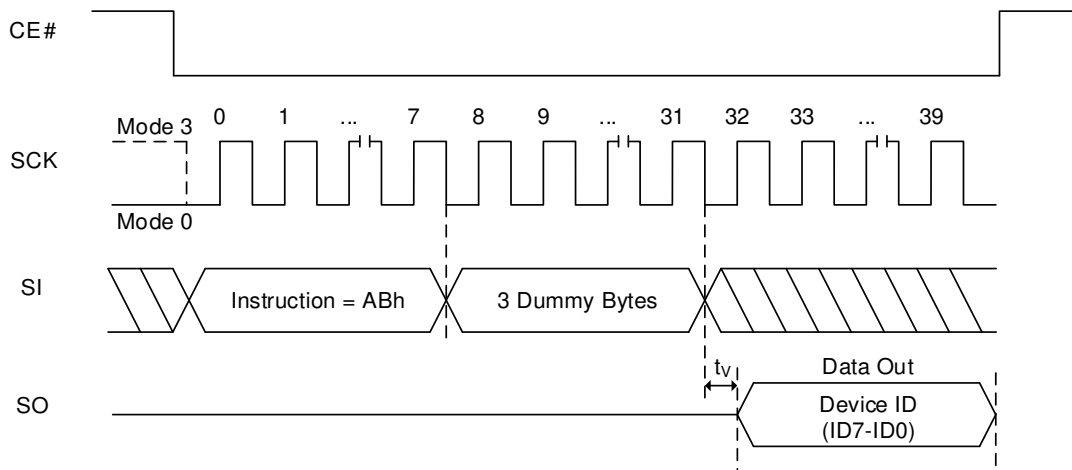 CE#
0 1 ... 7 8 9 ... 31 32 33 ... 39
Mode 3
SCK
Mode 0
SI
Instruction = ABh
3 Dummy Bytes
tV
Data Out
SO
Device ID
(ID7-ID0)